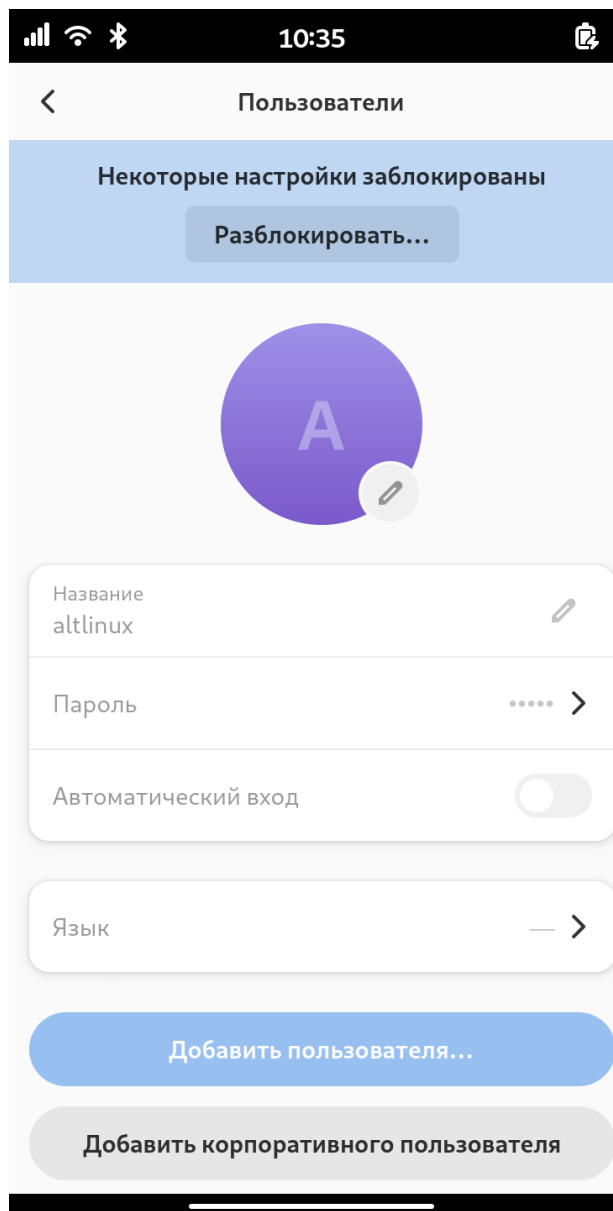 10:35
Пользователи
Некоторые настройки заблокированы
Разблокировать...
A
Название
altlinux
Пароль
•••••
Автоматический вход
Язык
—
Добавить пользователя...
Добавить корпоративного пользователя